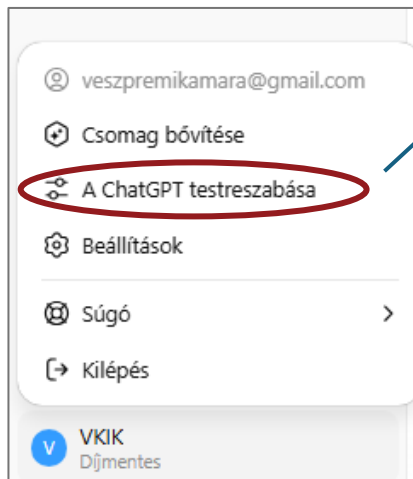 veszpremikamara@gmail.com
Csomag bővítése
A ChatGPT testreszabása
Beállítások
Súgó
Kilépés
V
VKIK
Díjmentes